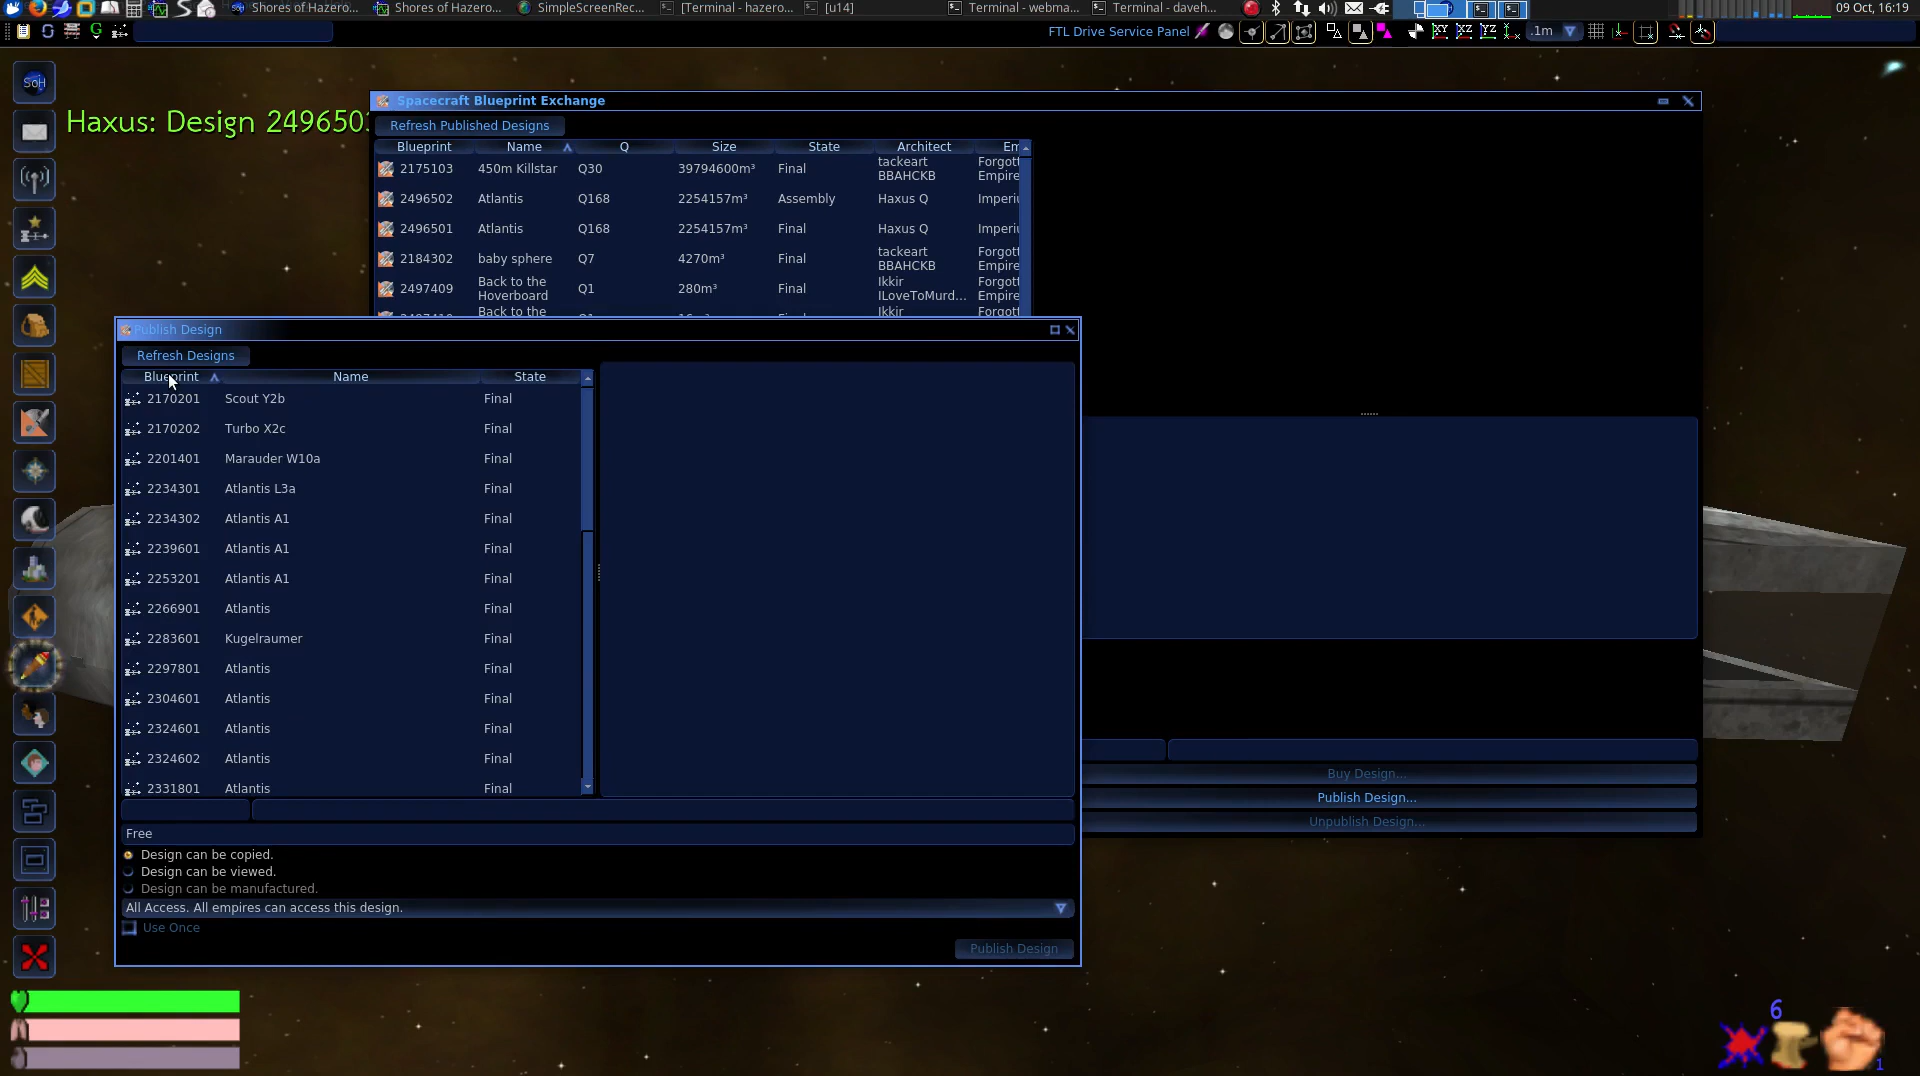 Shores of Hazero...
Shores of Hazero...
SimpleScreenRec...
[Terminal - hazero...
[u14]
Terminal - webma...
Terminal - daveh...
09 Oct, 16:19
FTL Drive Service Panel
XY
XZ
YZ
.1m
SoH
Haxus: Design 249650
Spacecraft Blueprint Exchange
Refresh Published Designs
Blueprint Name Q Size State Architect Em
2175103 450m Killstar Q30 39794600m³ Final tackeart BBAHCKB Forgott Empire
2496502 Atlantis Q168 2254157m³ Assembly Haxus Q Imperiu
2496501 Atlantis Q168 2254157m³ Final Haxus Q Imperiu
2184302 baby sphere Q7 4270m³ Final tackeart BBAHCKB Forgott Empire
2497409 Back to the Hoverboard Q1 280m³ Final Ikkir ILoveToMurd... Forgott Empire
Back to the Ikkir Forgott
Publish Design
Refresh Designs
Blueprint Name State
2170201 Scout Y2b Final
2170202 Turbo X2c Final
2201401 Marauder W10a Final
2234301 Atlantis L3a Final
2234302 Atlantis A1 Final
2239601 Atlantis A1 Final
2253201 Atlantis A1 Final
2266901 Atlantis Final
2283601 Kugelraumer Final
2297801 Atlantis Final
2304601 Atlantis Final
2324601 Atlantis Final
2324602 Atlantis Final
2331801 Atlantis Final
Free
Design can be copied.
Design can be viewed.
Design can be manufactured.
All Access. All empires can access this design.
Use Once
Publish Design
Buy Design...
Publish Design...
Unpublish Design...
6
1